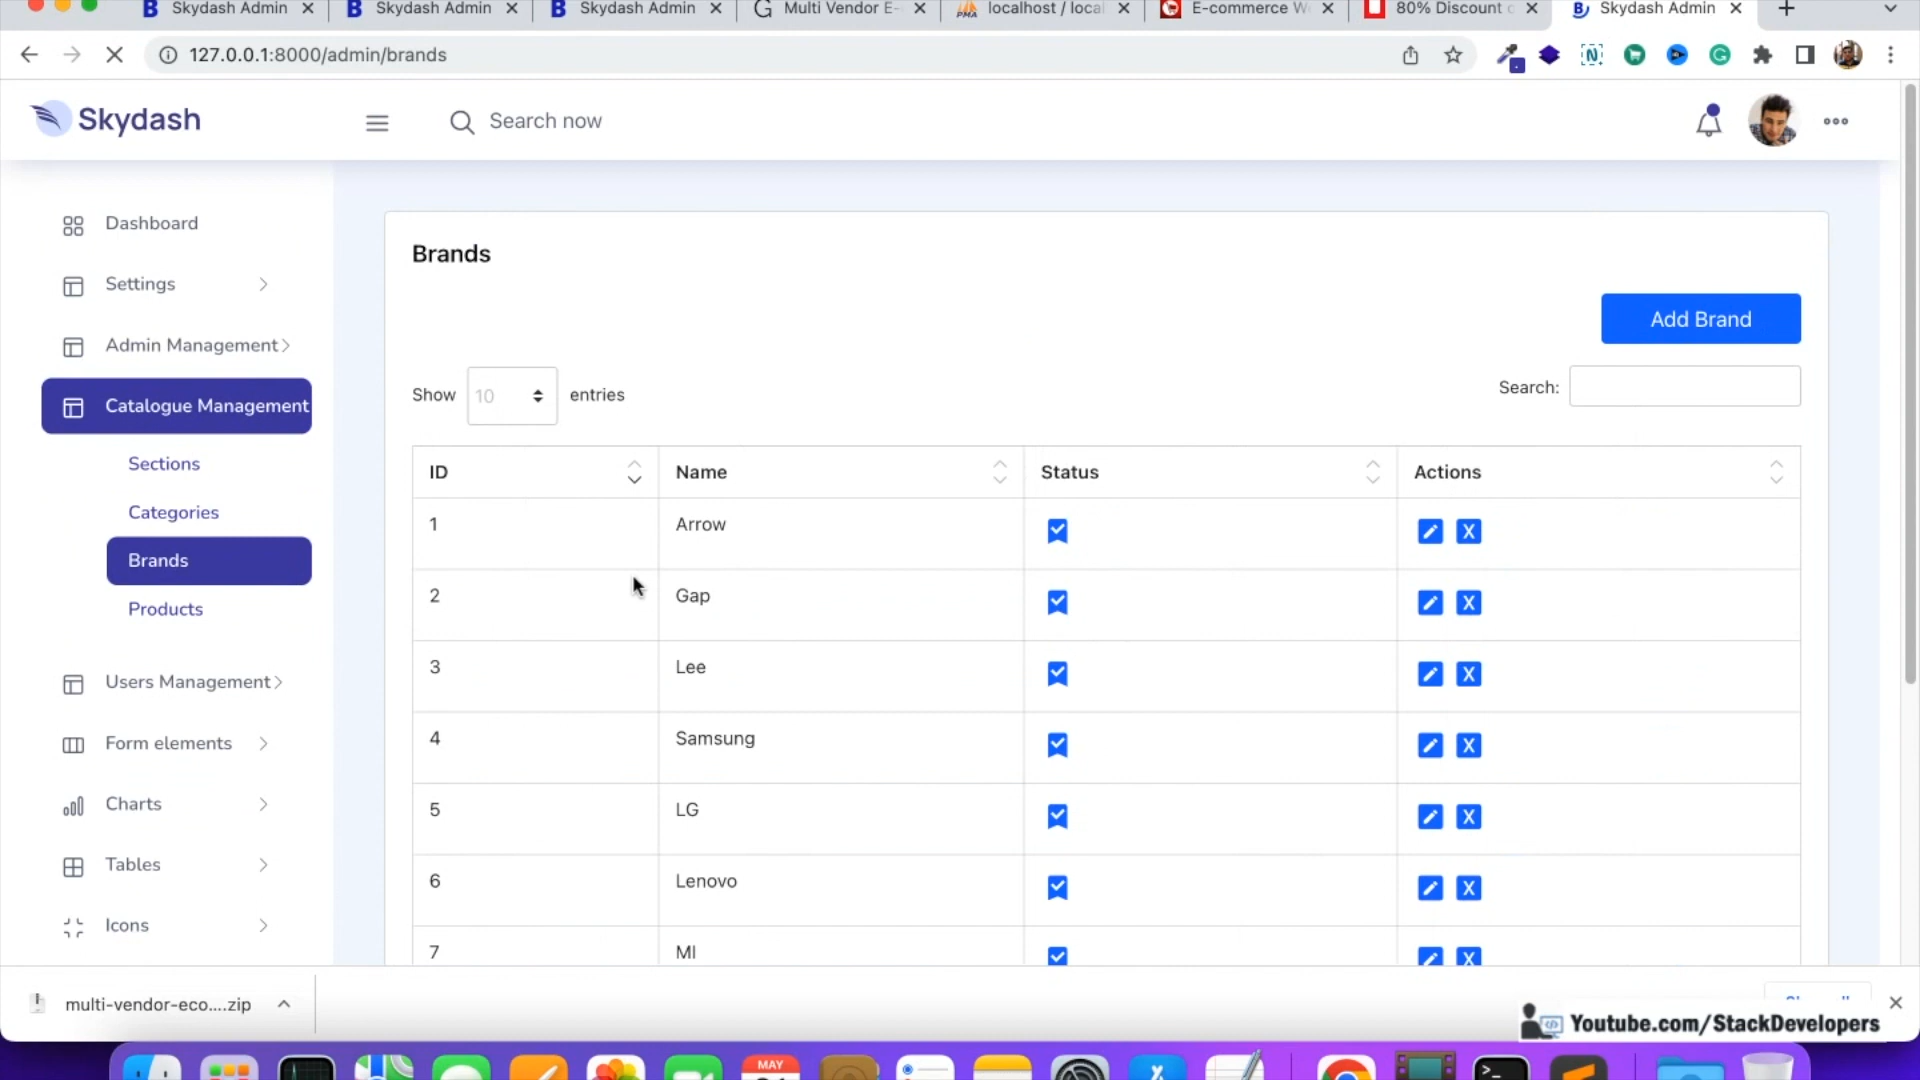 Skydash Admin
Skydash Admin
Skydash Admin
Multi Vendor E-
localhost / local
E-commerce W
80% Discount
Skydash Admin
127.0.0.1:8000/admin/brands
Skydash
Search now
Dashboard
Settings
Admin Management
Catalogue Management
Sections
Categories
Brands
Products
Users Management
Form elements
Charts
Tables
Icons
Brands
Add Brand
Show 10 entries
Search:
ID Name Status Actions
1 Arrow
2 Gap
3 Lee
4 Samsung
5 LG
6 Lenovo
7 MI
multi-vendor-eco....zip
Youtube.com/StackDevelopers
MAY